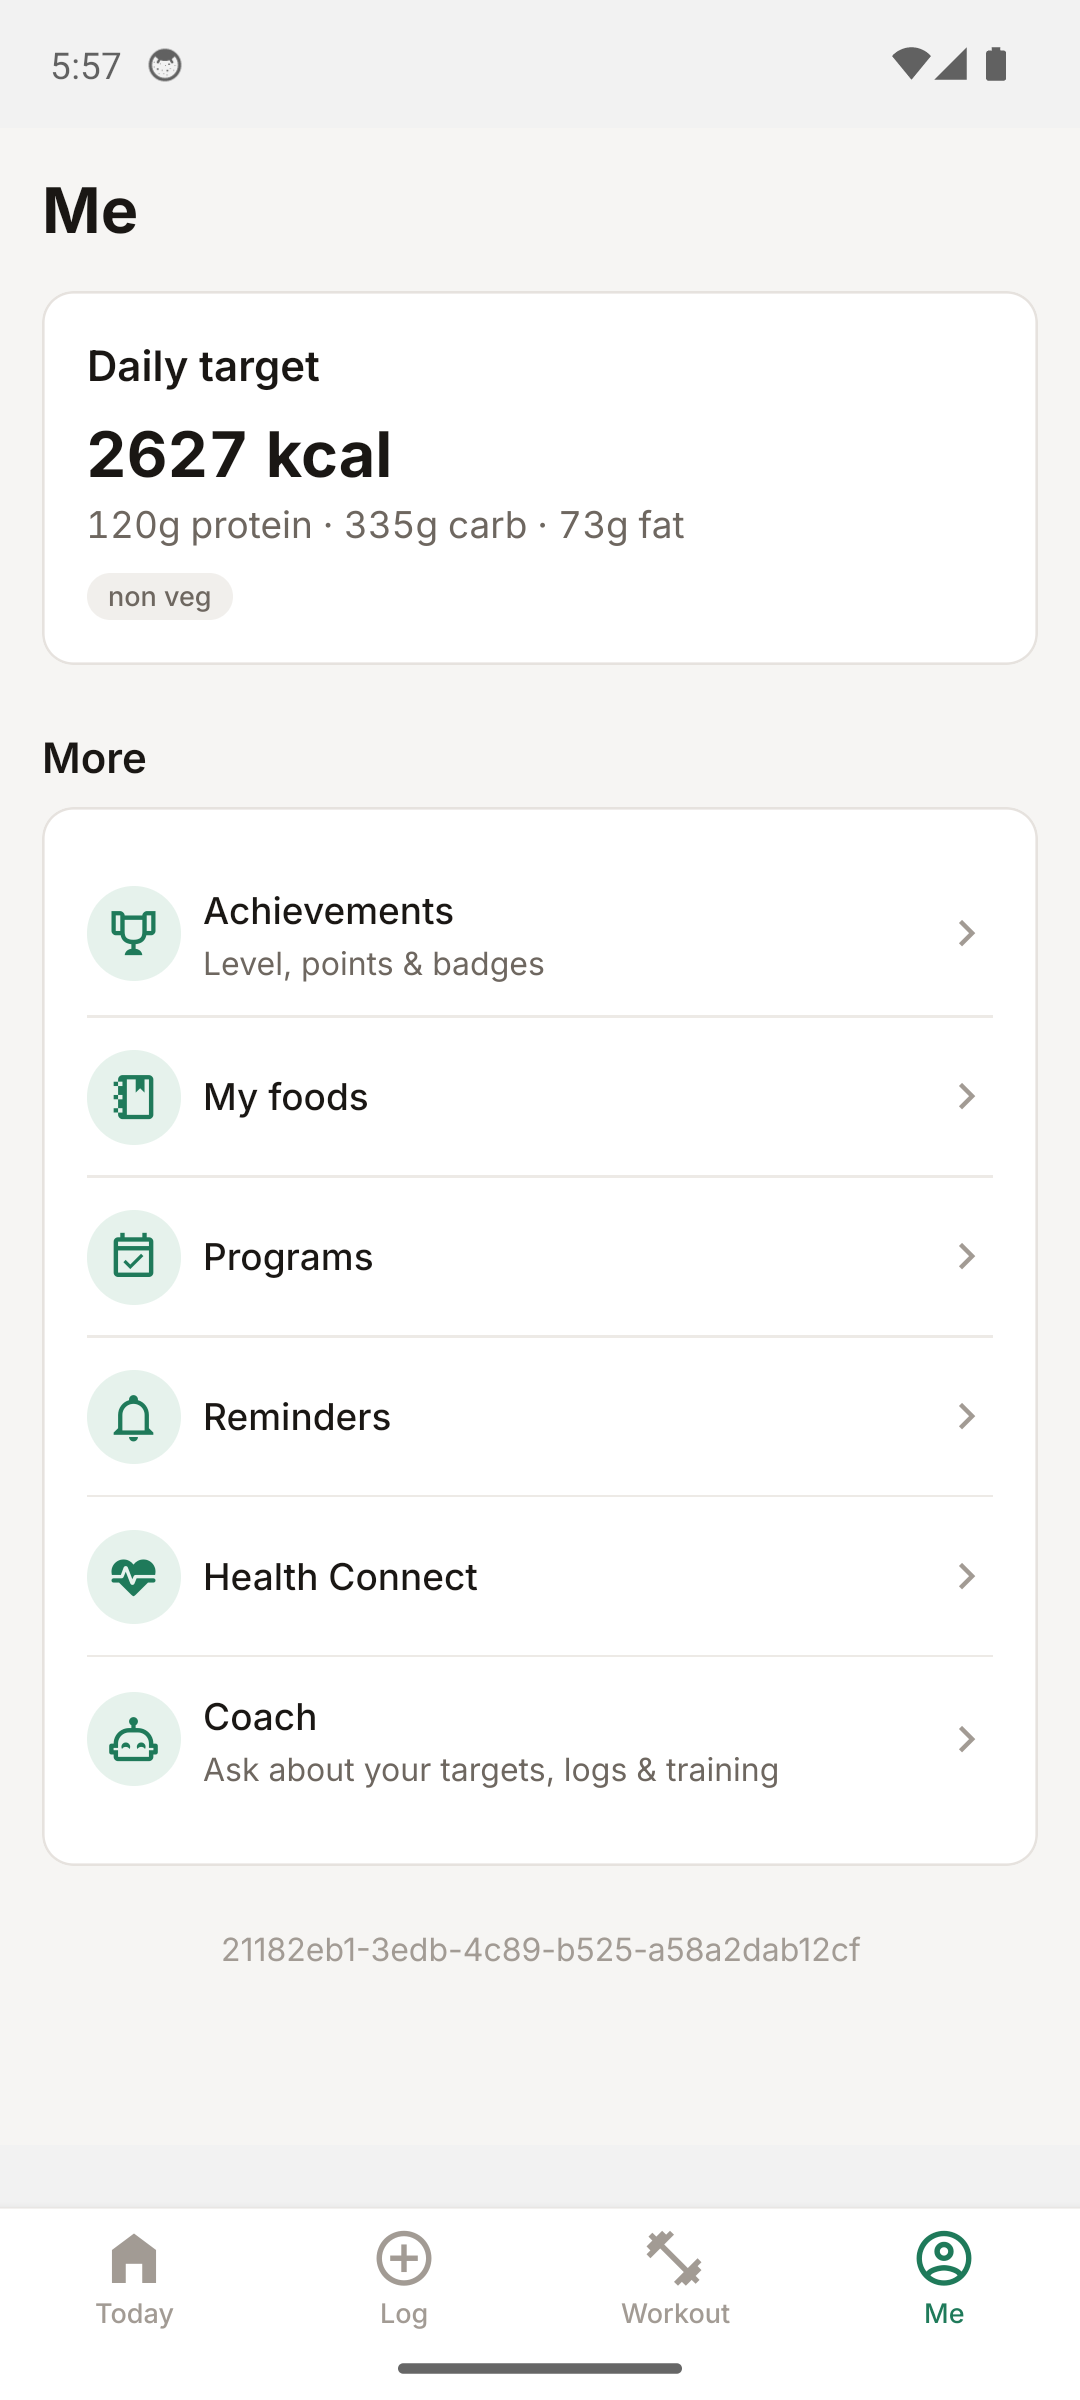 5:57
Me
Daily target
2627 kcal
120g protein · 335g carb · 73g fat
non veg
More
Achievements
Level, points & badges
My foods
Programs
Reminders
Health Connect
Coach
Ask about your targets, logs & training
21182eb1-3edb-4c89-b525-a58a2dab12cf
Today
Log
Workout
Me